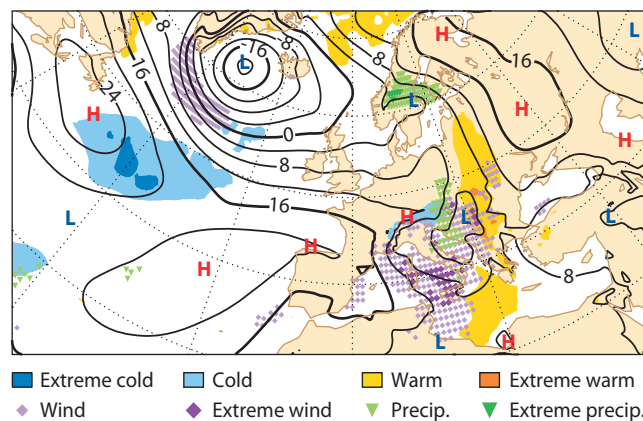 8
-16
8
8
16
L
L
16
24
H
L
H
L
H
0
8
16
H
L
H
L
L
H
H
8
L
H
Extreme cold
Cold
Warm
Extreme warm
Wind
Extreme wind
Precip.
Extreme precip.